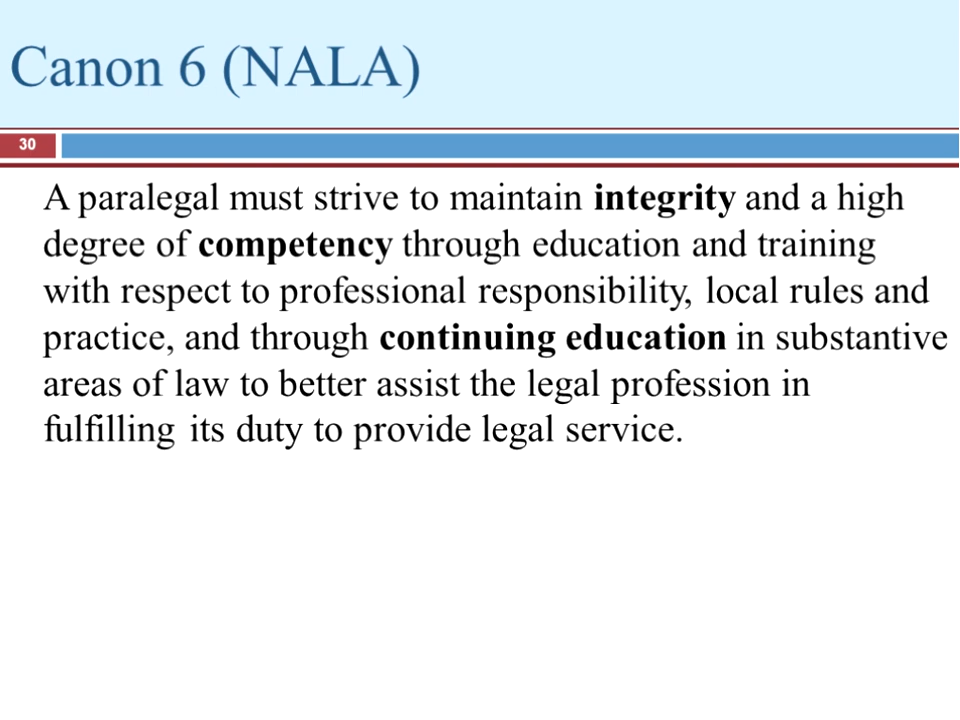 Canon 6 (NALA)
30
A paralegal must strive to maintain integrity and a high
degree of competency through education and training
with respect to professional responsibility, local rules and
practice, and through continuing education in substantive
areas of law to better assist the legal profession in
fulfilling its duty to provide legal service.